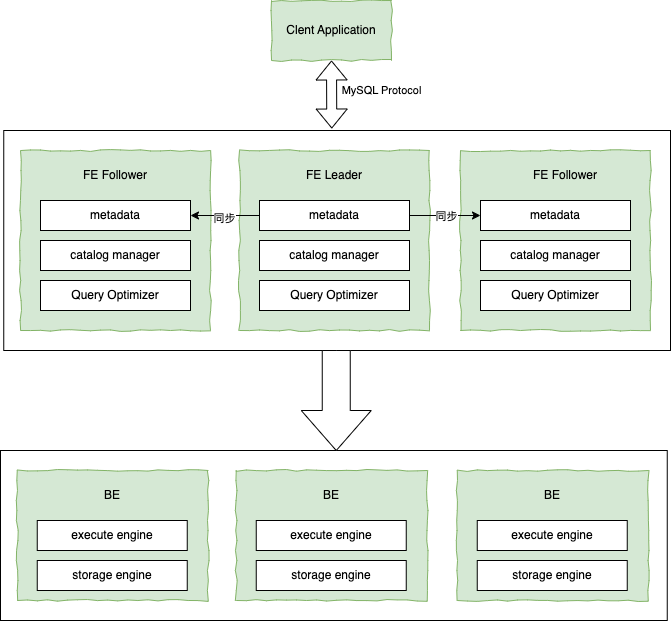 Clent Application
MySQL Protocol
FE Follower
FE Leader
FE Follower
metadata
同步
metadata
同步
metadata
catalog manager
catalog manager
catalog manager
Query Optimizer
Query Optimizer
Query Optimizer
BE
BE
BE
execute engine
execute engine
execute engine
storage engine
storage engine
storage engine